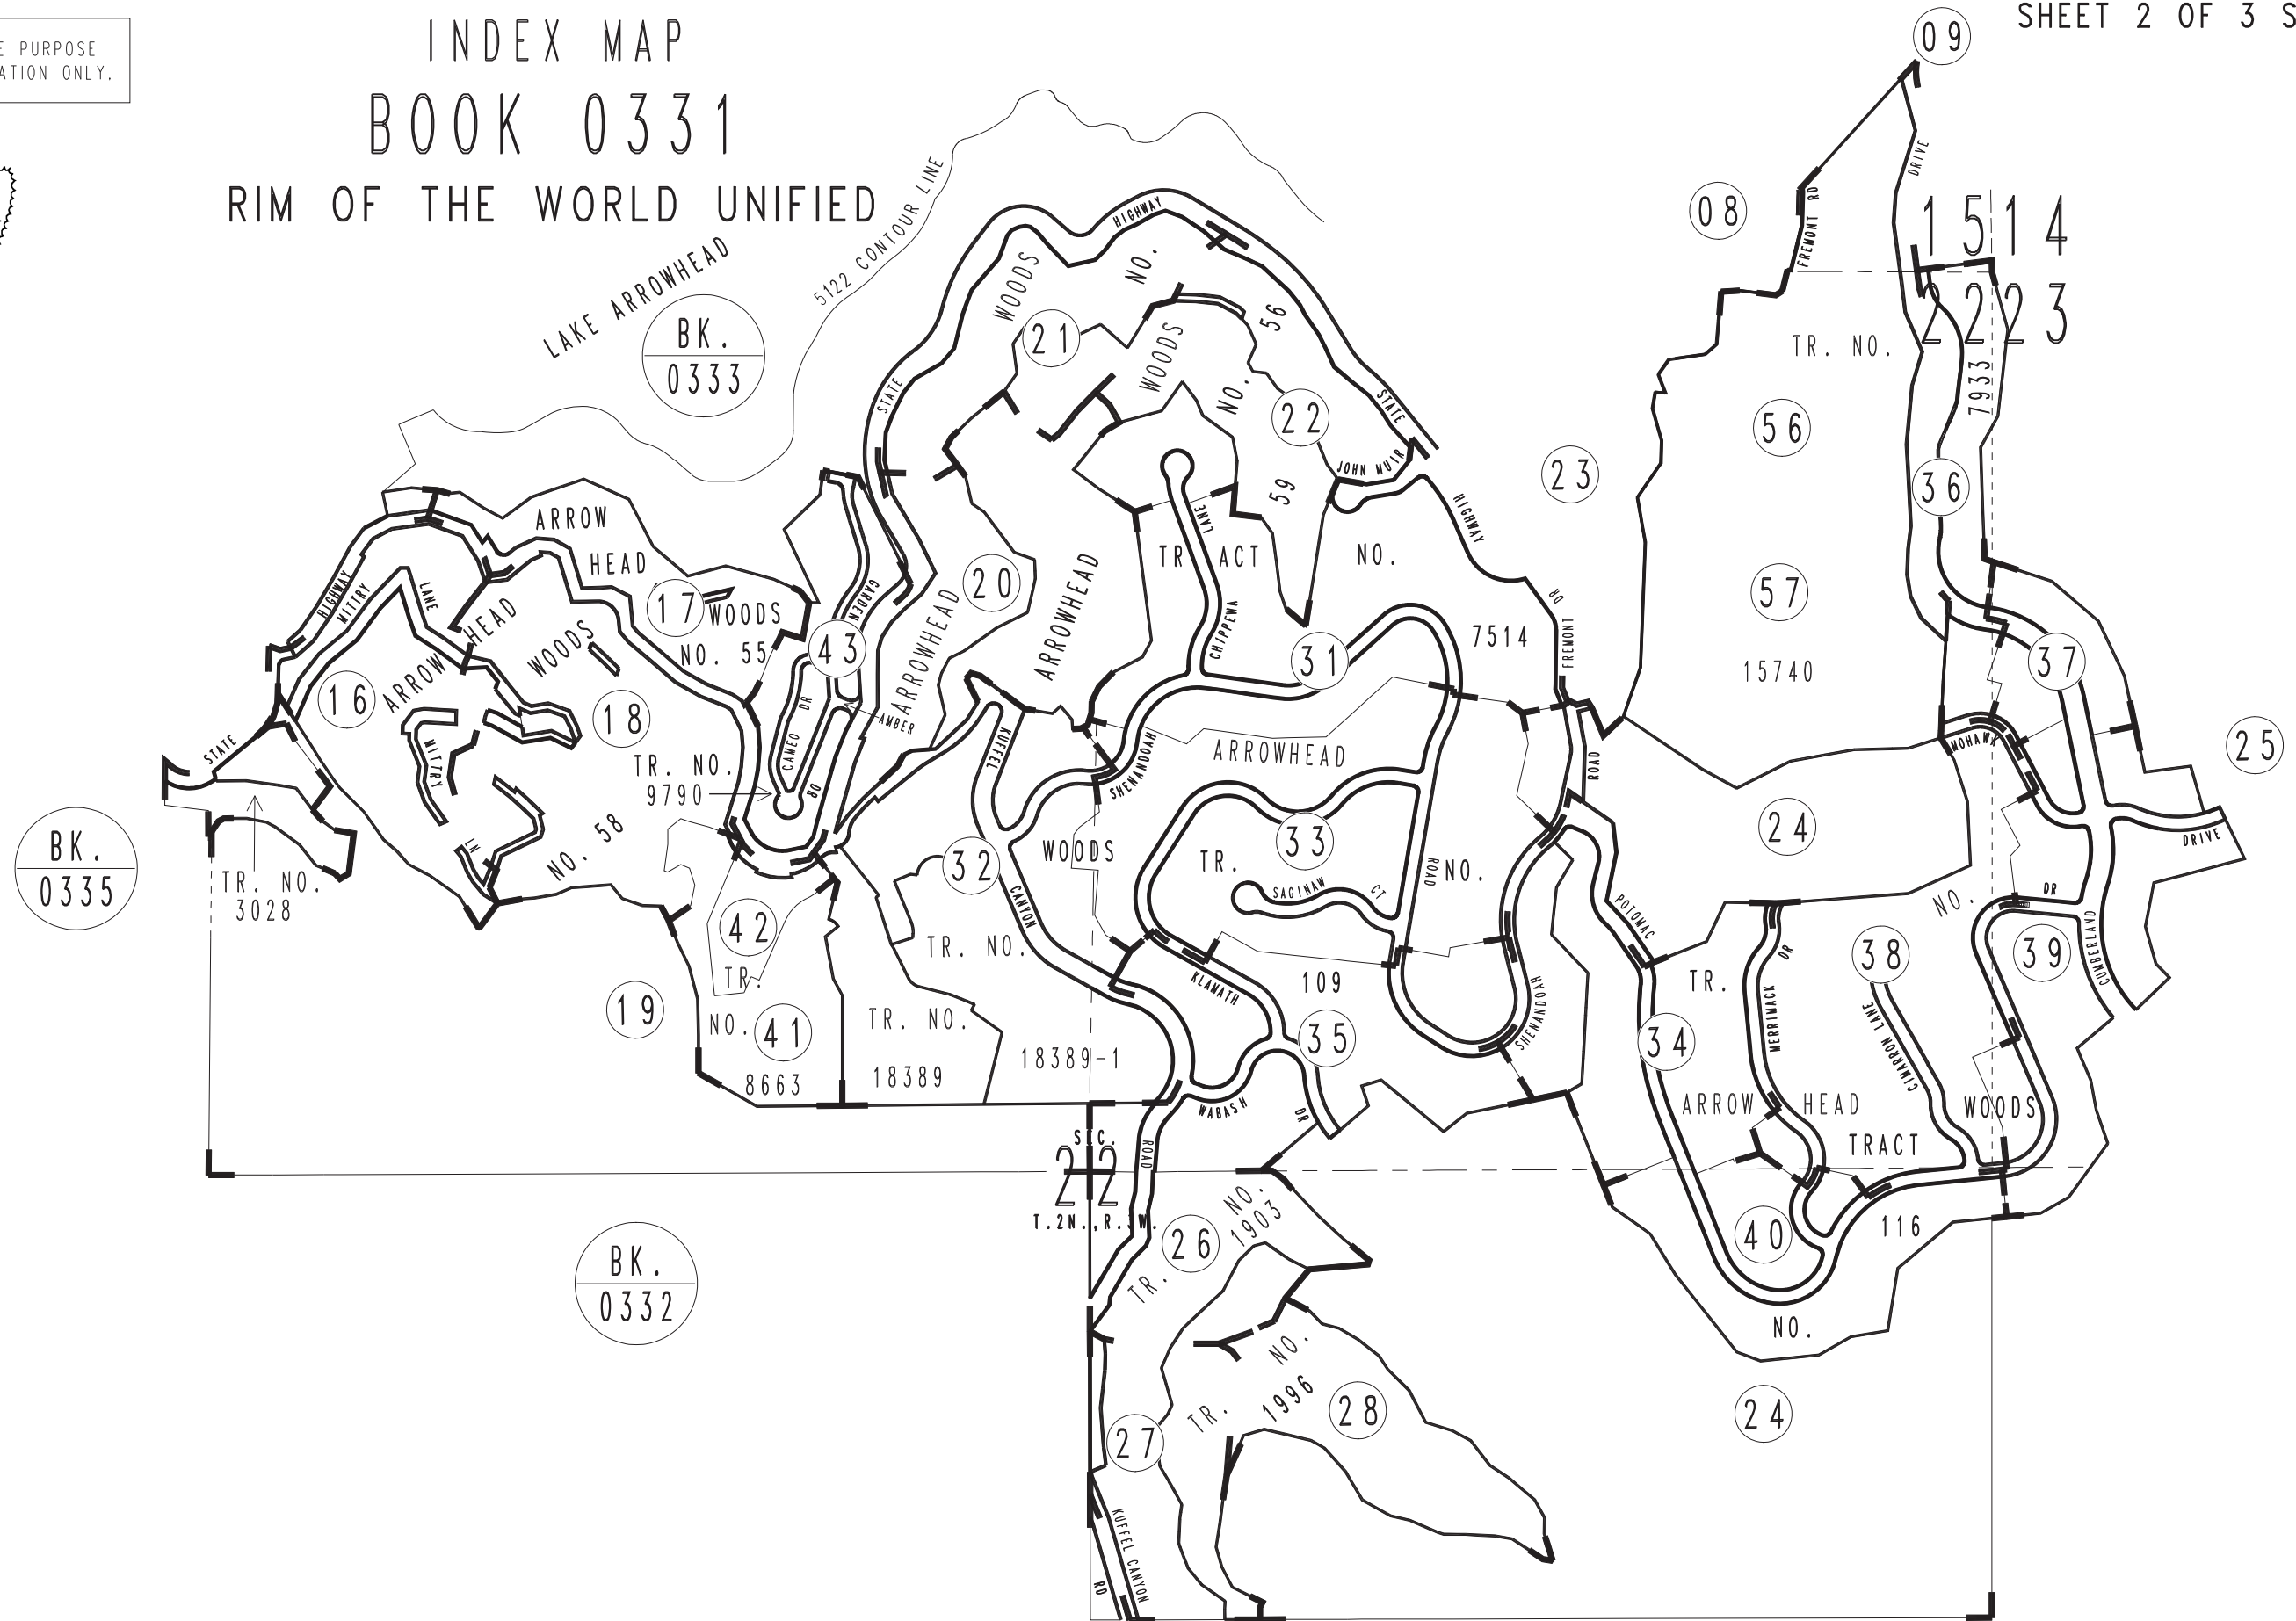 SHEET 2 OF 3 S
E PURPOSE
ATION ONLY.
INDEX MAP
BOOK 0331
RIM OF THE WORLD UNIFIED
09
08
DRIVE
FREMONT RD
15 14
22 23
TR. NO.
7933
56
36
57
15740
37
25
23
LAKE ARROWHEAD
5122 CONTOUR LINE
BK.
0333
STATE
HIGHWAY
STATE
HIGHWAY
WOODS
NO.
56
21
WOODS
NO.
59
22
JOHN MUIR
DR
FREMONT
ROAD
ARROW
HEAD
WOODS
NO. 55
17
43
GARDEN
DR
AMBER
CAMEO
DR
ARROWHEAD
20
ARROWHEAD
TRACT
NO.
7514
LANE
CHIPPEWA
31
HIGHWAY
MITTRY
LANE
16
ARROW
HEAD
WOODS
NO. 58
18
MITTRY
LN
STATE
TR. NO.
9790
TR. NO.
3028
BK.
0335
KUFFEL
CANYON
SHENANDOAH
ARROWHEAD
WOODS
TR.
NO.
109
32
33
ROAD
SAGINAW
CT
MOHAWK
DRIVE
24
POTOMAC
NO.
DR
CUMBERLAND
39
38
42
TR.
NO.
41
8663
19
TR. NO.
18389
TR. NO.
18389-1
KLAMATH
35
SHENANDOAH
WABASH
DR
34
TR.
MERRIMACK
DR
CIMARRON LANE
ARROW
HEAD
WOODS
TRACT
116
NO.
40
SEC.
22
T.2N.,R. W.
ROAD
BK.
0332
26
TR.
NO.
1903
27
TR.
NO.
1996
28
24
KUFFEL CANYON
RD